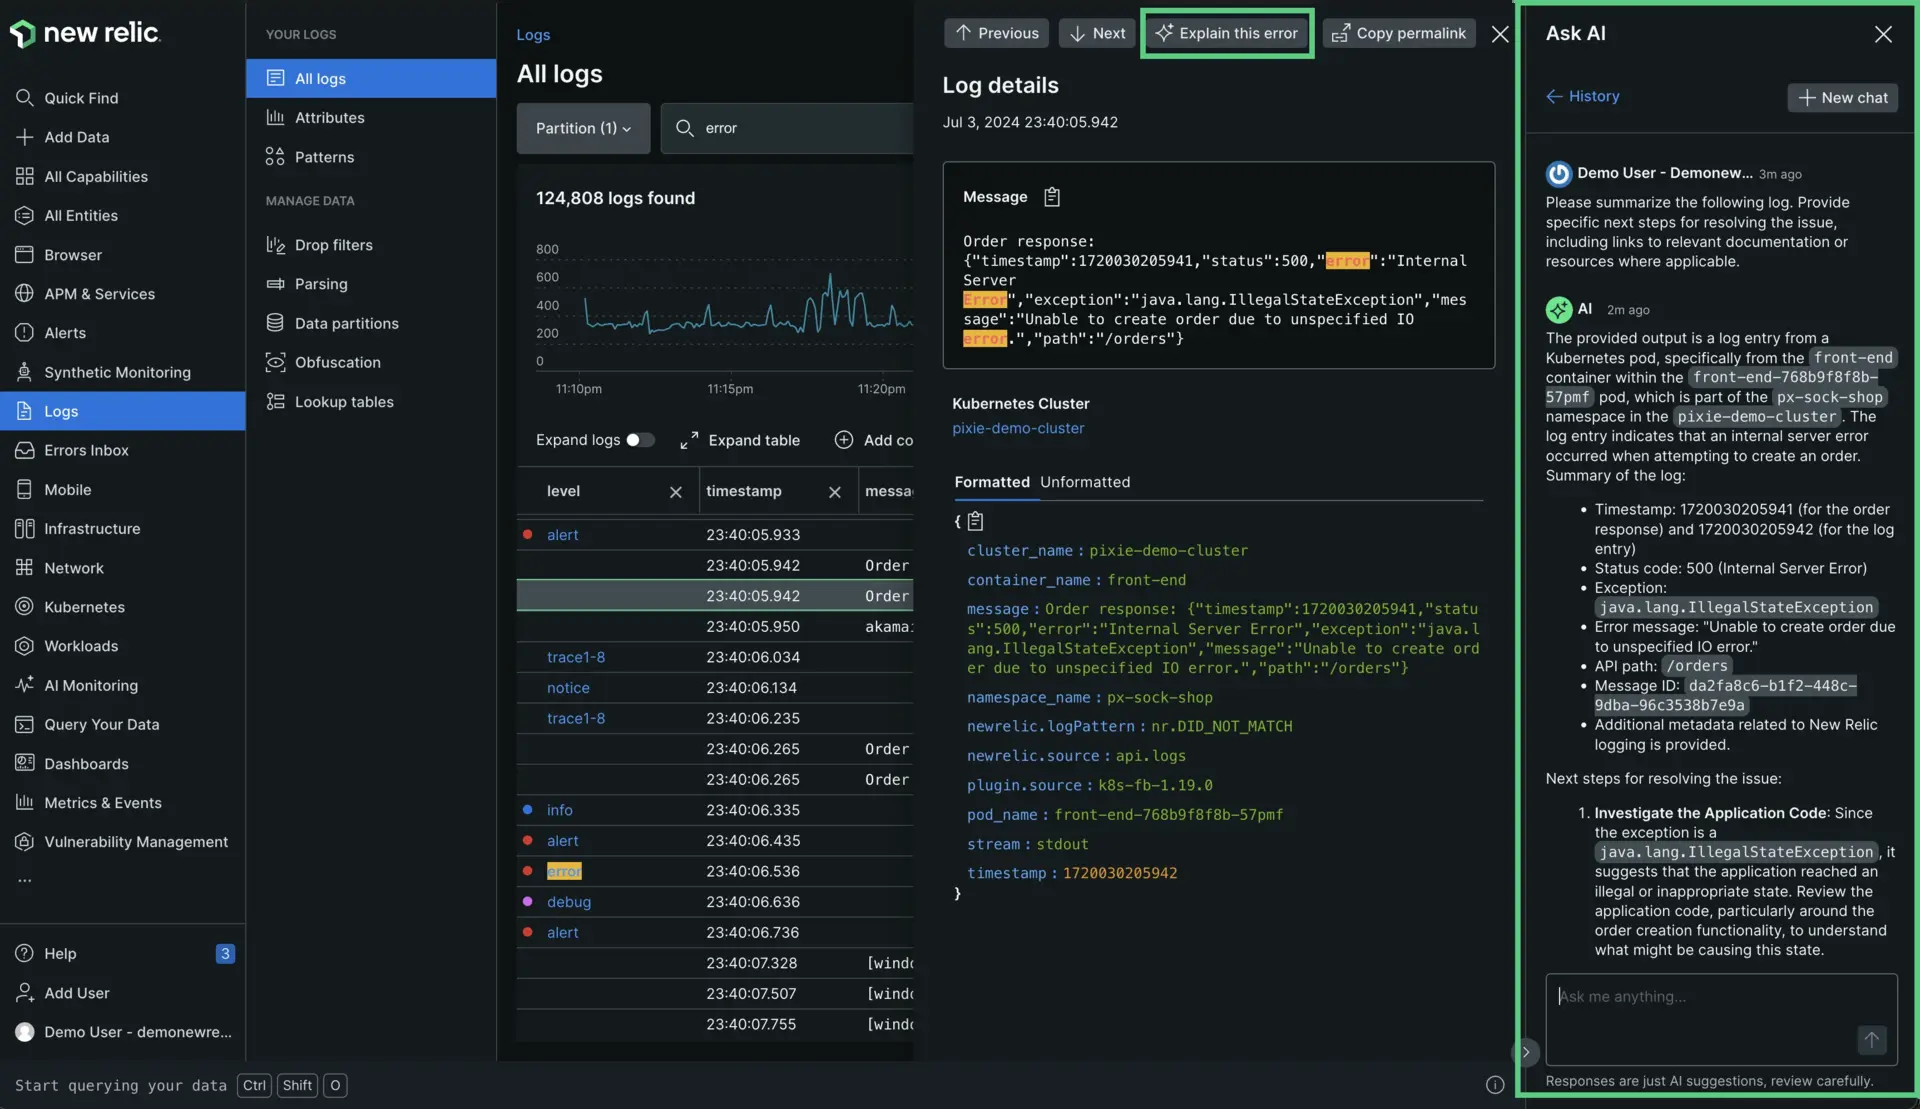 new relic.
Quick Find
Add Data
All Capabilities
All Entities
Browser
APM & Services
Alerts
Synthetic Monitoring
Logs
Errors Inbox
Mobile
Infrastructure
Network
Kubernetes
Workloads
AI Monitoring
Query Your Data
Dashboards
Metrics & Events
Vulnerability Management
...
Help 3
Add User
Demo User - demonewre...
Start querying your data Ctrl Shift O
YOUR LOGS
All logs
Attributes
Patterns
MANAGE DATA
Drop filters
Parsing
Data partitions
Obfuscation
Lookup tables
Logs
All logs
Partition (1) error
124,808 logs found
800
600
400
200
0
11:10pm 11:15pm 11:20pm
Expand logs Expand table Add co
level timestamp messag
alert 23:40:05.933
23:40:05.942 Order
23:40:05.942 Order
23:40:05.950 akamai
trace1-8 23:40:06.034
notice 23:40:06.134
trace1-8 23:40:06.235
23:40:06.265 Order
23:40:06.265 Order
info 23:40:06.335
alert 23:40:06.435
error 23:40:06.536
debug 23:40:06.636
alert 23:40:06.736
23:40:07.328 [windo
23:40:07.507 [windo
23:40:07.755 [windo
Previous Next Explain this error Copy permalink
Log details
Jul 3, 2024 23:40:05.942
Message
Order response:
{"timestamp":1720030205941,"status":500,"error":"Internal
Server
Error","exception":"java.lang.IllegalStateException","mes
sage":"Unable to create order due to unspecified IO
error.","path":"/orders"}
Kubernetes Cluster
pixie-demo-cluster
Formatted Unformatted
{
cluster_name : pixie-demo-cluster
container_name : front-end
message : Order response: {"timestamp":1720030205941,"statu
s":500,"error":"Internal Server Error","exception":"java.l
ang.IllegalStateException","message":"Unable to create ord
er due to unspecified IO error.","path":"/orders"}
namespace_name : px-sock-shop
newrelic.logPattern : nr.DID_NOT_MATCH
newrelic.source : api.logs
plugin.source : k8s-fb-1.19.0
pod_name : front-end-768b9f8f8b-57pmf
stream : stdout
timestamp : 1720030205942
}
Ask AI
History New chat
Demo User - Demonew... 3m ago
Please summarize the following log. Provide
specific next steps for resolving the issue,
including links to relevant documentation or
resources where applicable.
AI 2m ago
The provided output is a log entry from a
Kubernetes pod, specifically from the front-end
container within the front-end-768b9f8f8b-
57pmf pod, which is part of the px-sock-shop
namespace in the pixie-demo-cluster. The
log entry indicates that an internal server error
occurred when attempting to create an order.
Summary of the log:
• Timestamp: 1720030205941 (for the order
response) and 1720030205942 (for the log
entry)
• Status code: 500 (Internal Server Error)
• Exception:
java.lang.IllegalStateException
• Error message: "Unable to create order due
to unspecified IO error."
• API path: /orders
• Message ID: da2fa8c6-b1f2-448c-
9dba-96c3538b7e9a
• Additional metadata related to New Relic
logging is provided.
Next steps for resolving the issue:
1. Investigate the Application Code: Since
the exception is a
java.lang.IllegalStateException, it
suggests that the application reached an
illegal or inappropriate state. Review the
application code, particularly around the
order creation functionality, to understand
what might be causing this state.
Ask me anything...
Responses are just AI suggestions, review carefully.